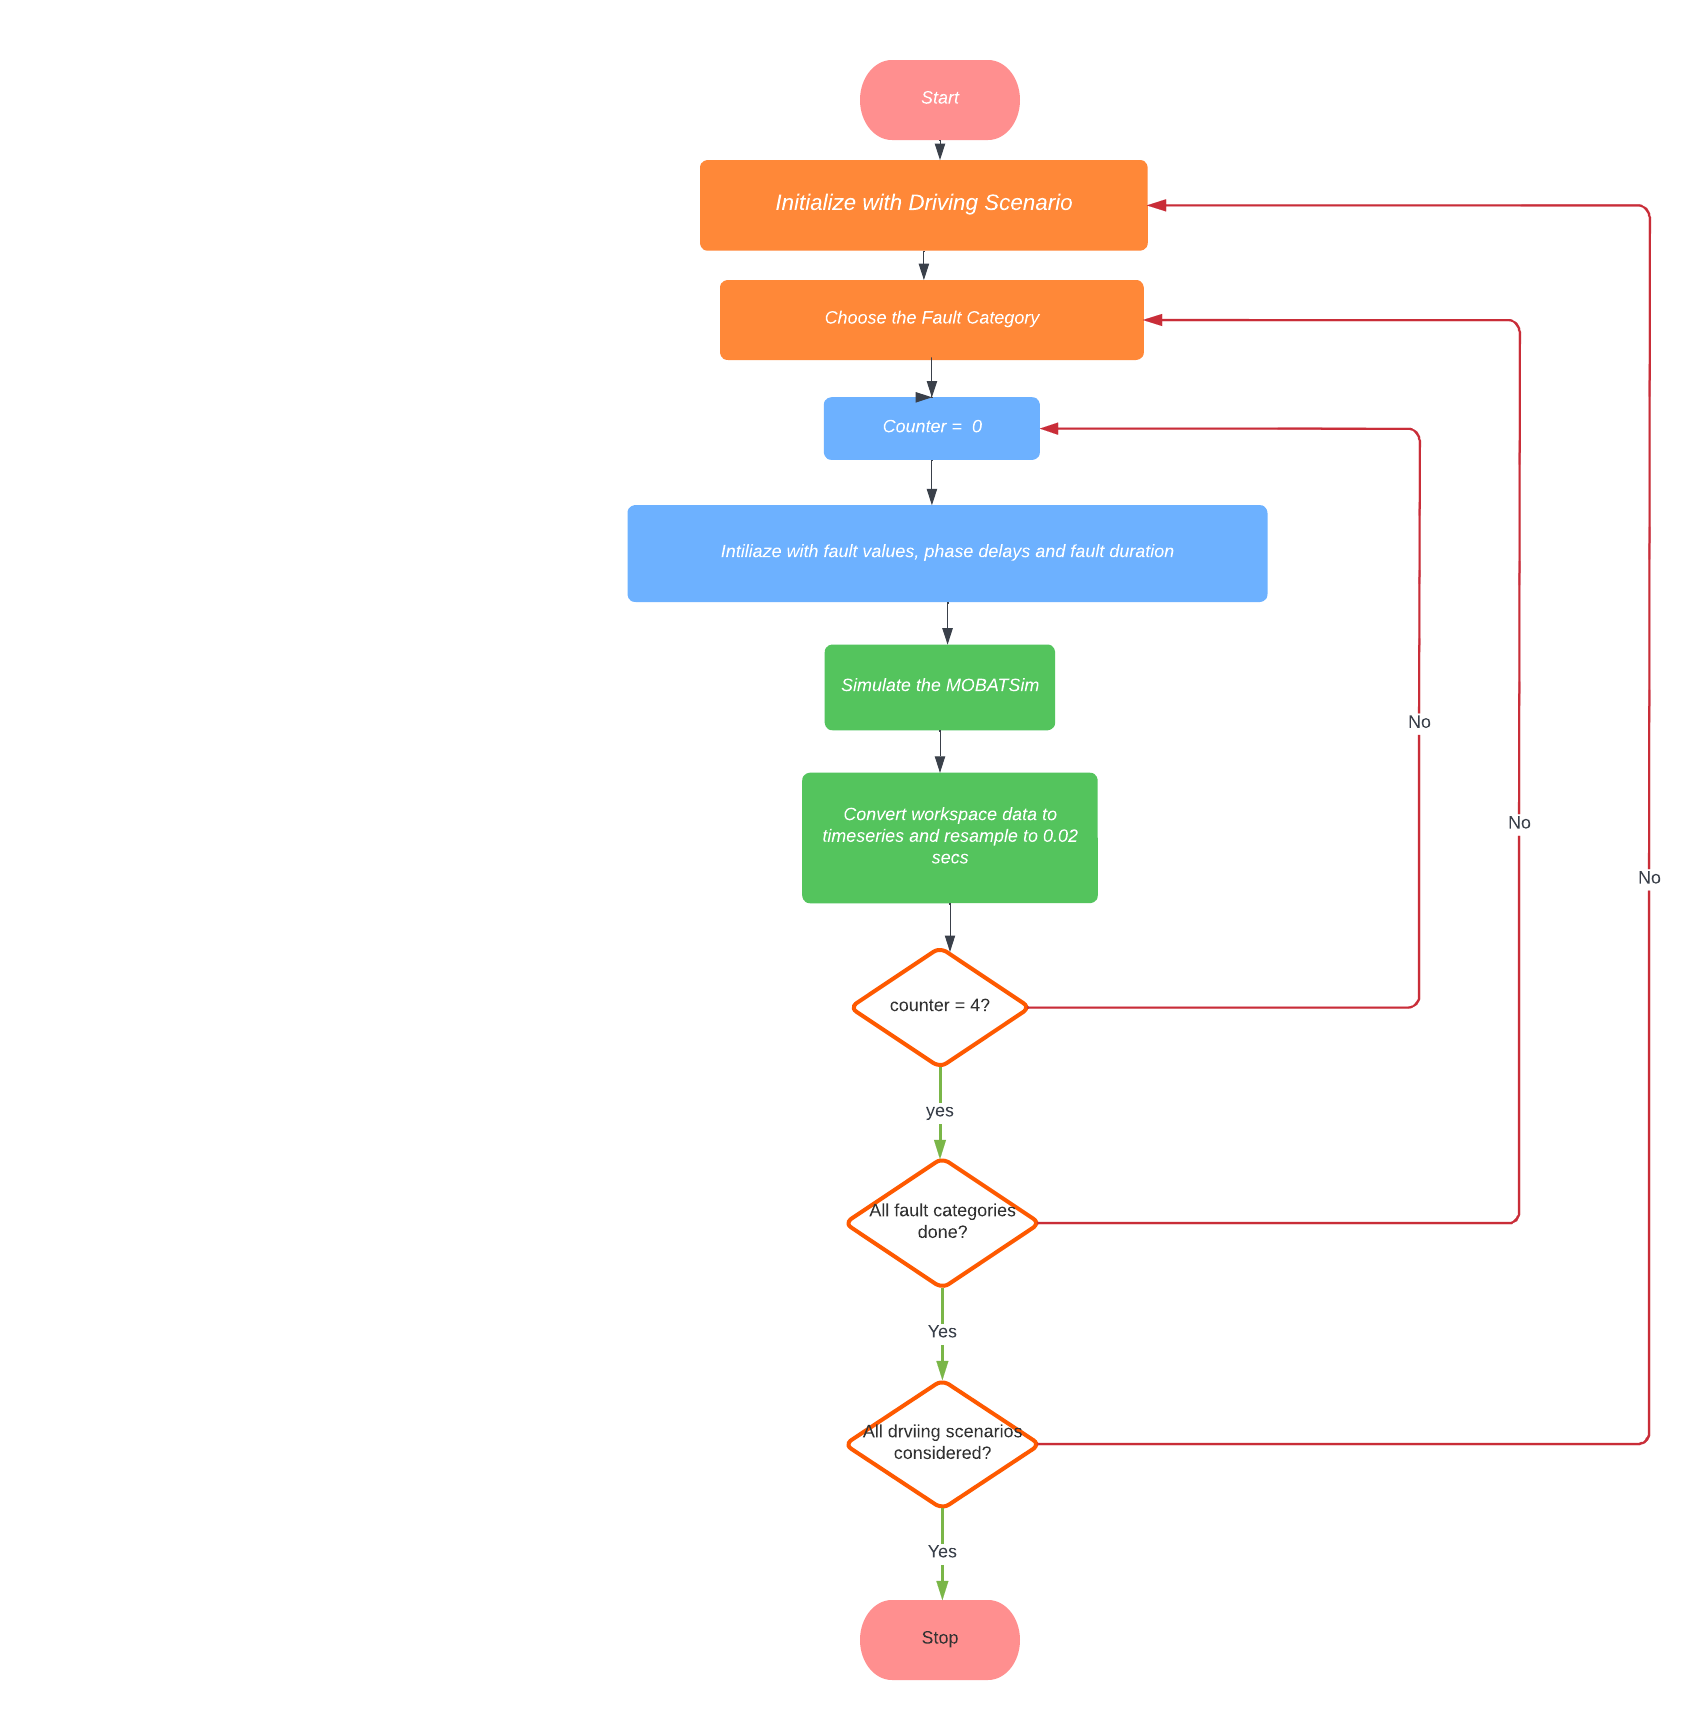 Start
Initialize with Driving Scenario
Choose the Fault Category
Counter =  0
Intiliaze with fault values, phase delays and fault duration
Simulate the MOBATSim
No
Convert workspace data to
timeseries and resample to 0.02
secs
No
No
counter = 4?
yes
All fault categories
done?
Yes
All drviing scenarios
considered?
Yes
Stop